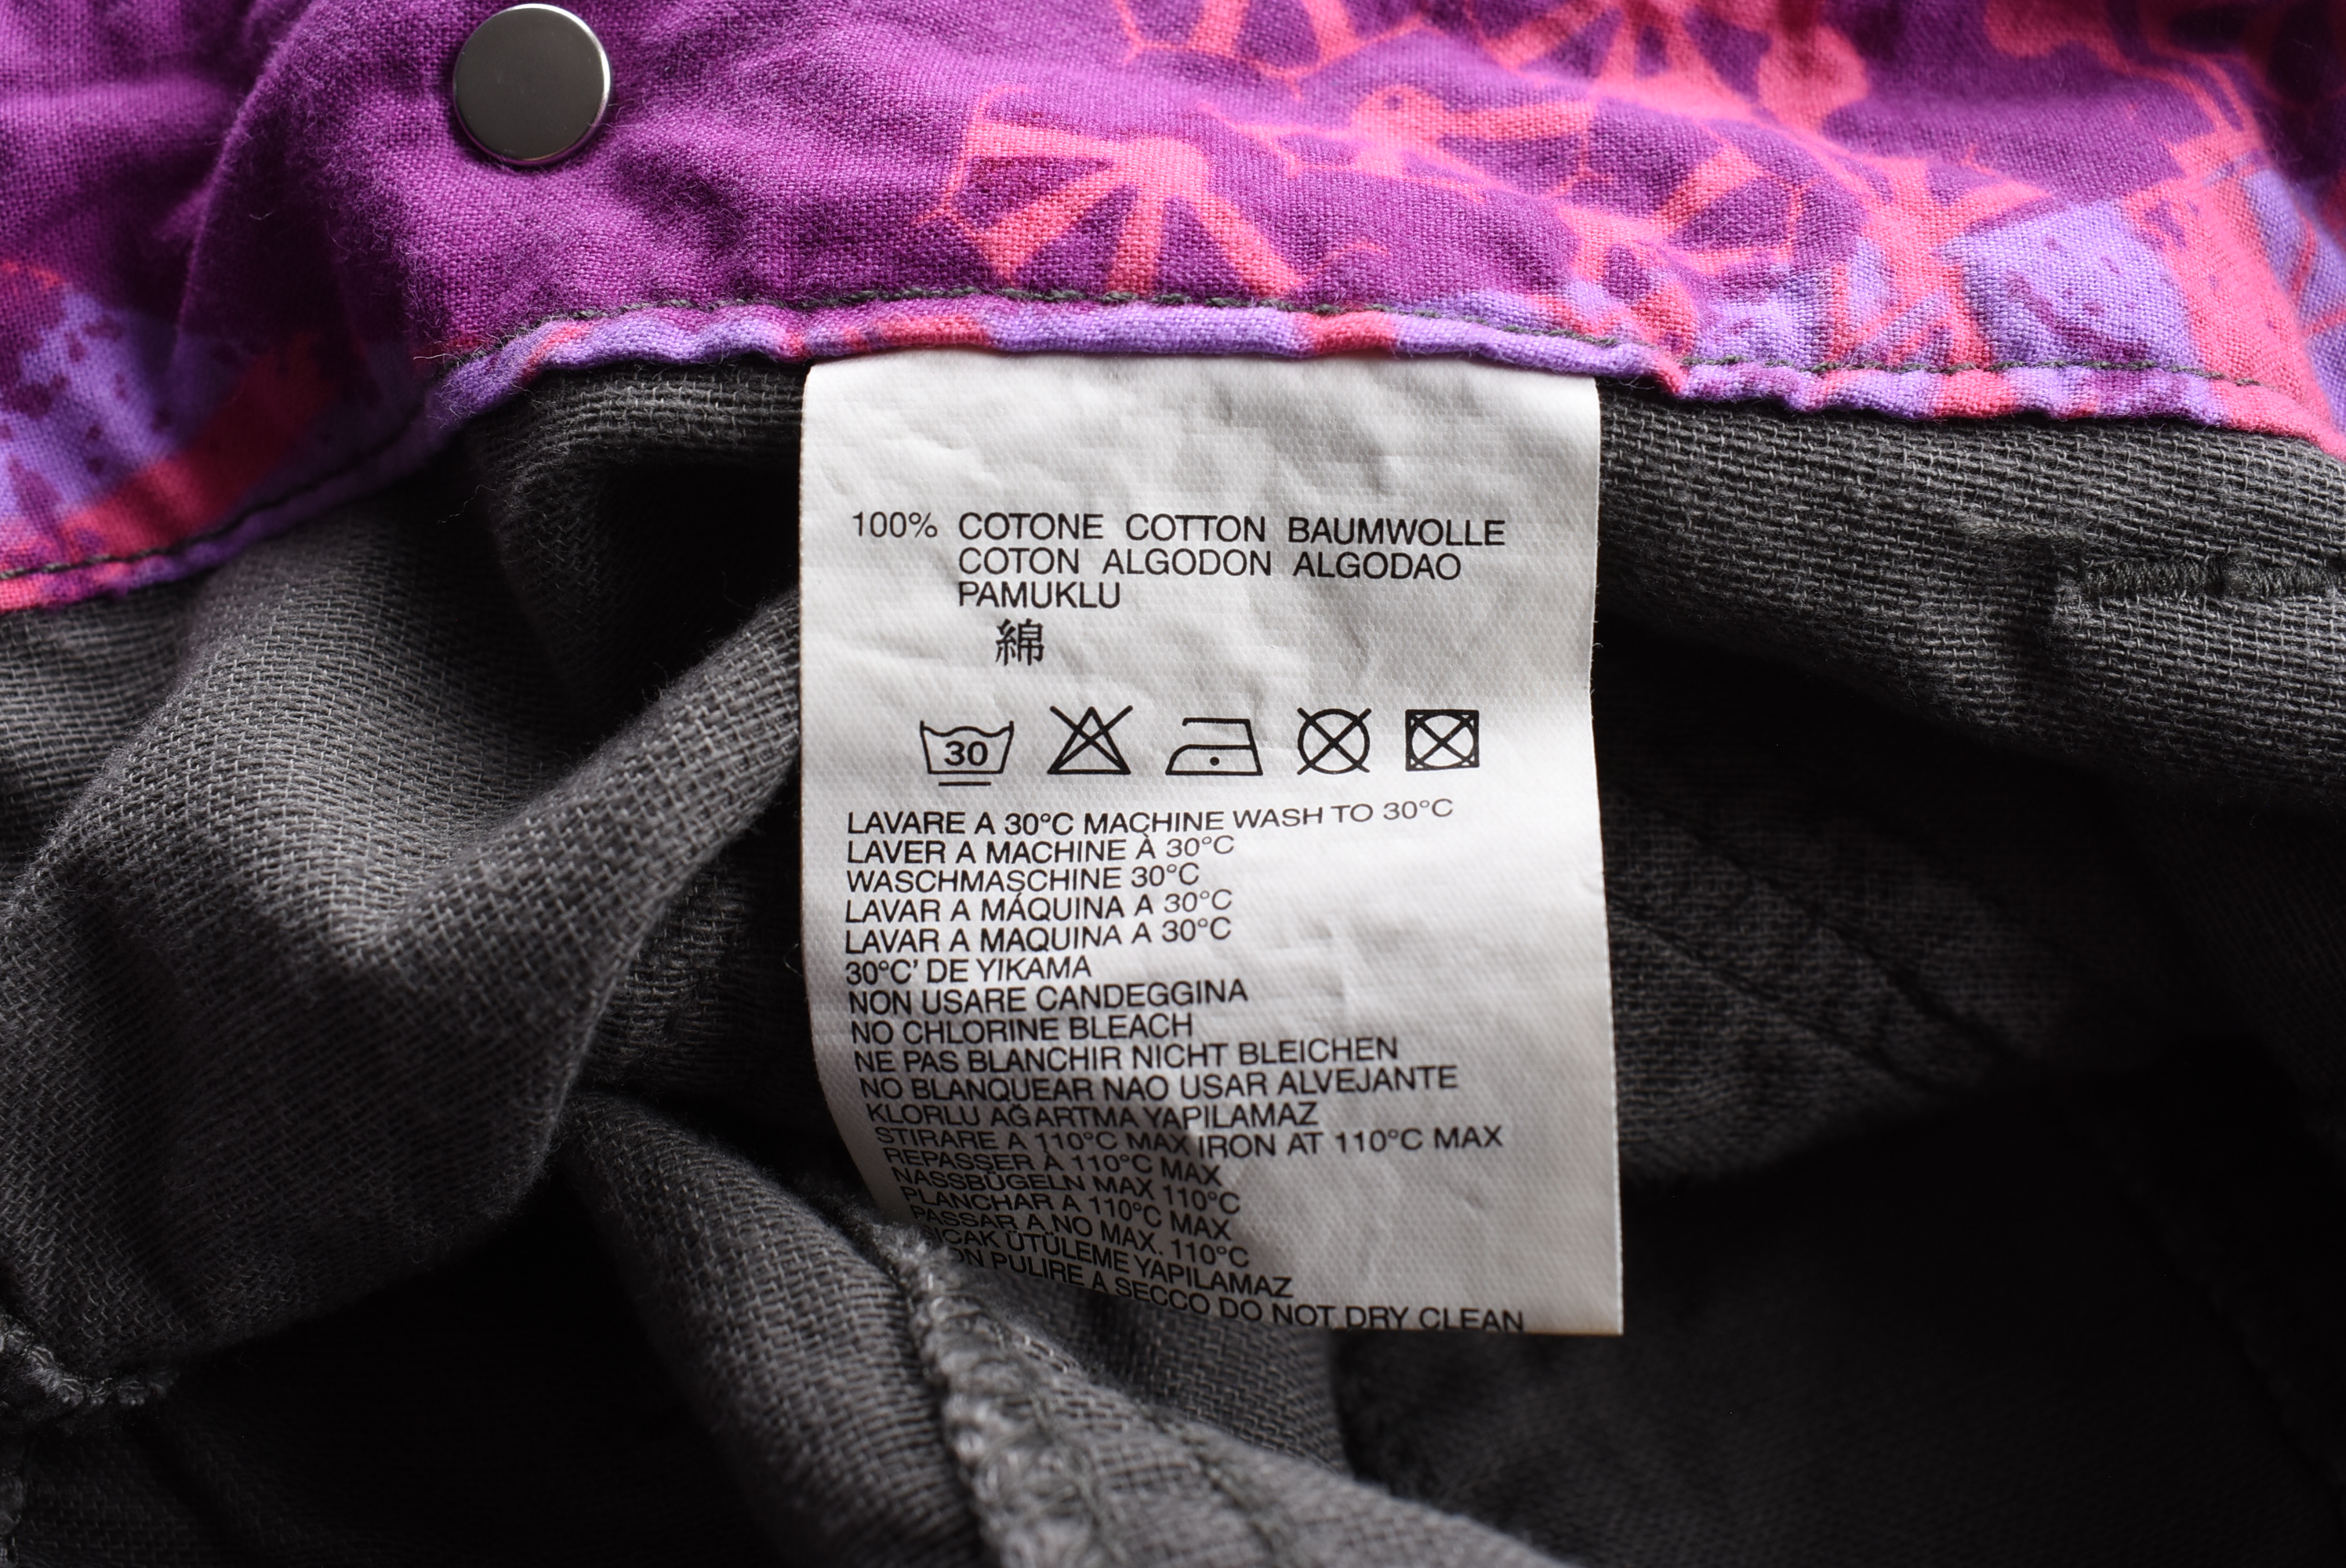 100% COTONE COTTON BAUMWOLLE
COTON ALGODON ALGODAO
PAMUKLU
綿
30
LAVARE A 30°C MACHINE WASH TO 30°C
LAVER A MACHINE À 30°C
WASCHMASCHINE 30°C
LAVAR A MÁQUINA A 30°C
LAVAR A MAQUINA A 30°C
30°C' DE YIKAMA
NON USARE CANDEGGINA
NO CHLORINE BLEACH
NE PAS BLANCHIR NICHT BLEICHEN
NO BLANQUEAR NAO USAR ALVEJANTE
KLORLU AĞARTMA YAPILAMAZ
STIRARE A 110°C MAX IRON AT 110°C MAX
REPASSER À 110°C MAX
NASSBÜGELN MAX 110°C
PLANCHAR A 110°C MAX
PASSAR A NO MAX. 110°C
ÜTÜLEME YAPILAMAZ
PULIRE A SECCO DO NOT DRY CLEAN